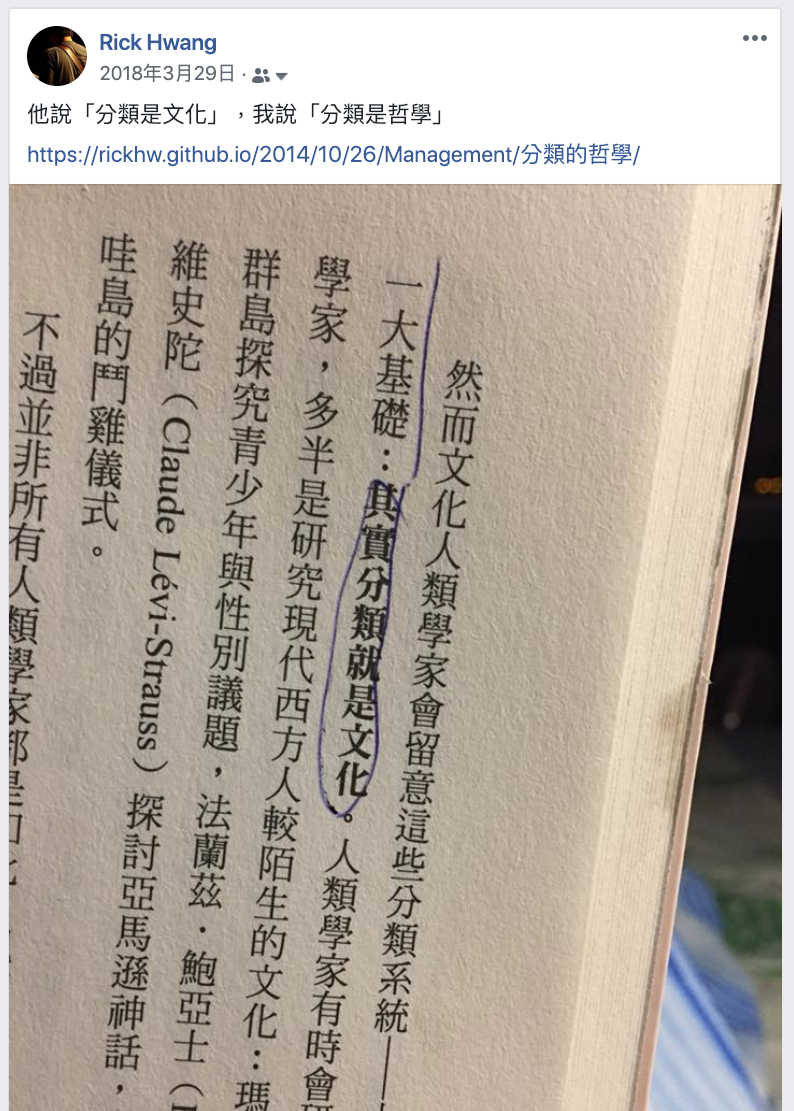 Rick Hwang
2018年3月29日
他說「分類是文化」，我說「分類是哲學」
https://rickhw.github.io/2014/10/26/Management/分類的哲學/
然而文化人類學家會留意這些分類系統——
一大基礎：其實分類就是文化。人類學家有時會研
學家，多半是研究現代西方人較陌生的文化：瑪
群島探究青少年與性別議題，法蘭茲・鮑亞士（
維史陀（Claude Lévi-Strauss）探討亞馬遜神話，
哇島的鬥雞儀式。
不過並非所有人類學家都是如此